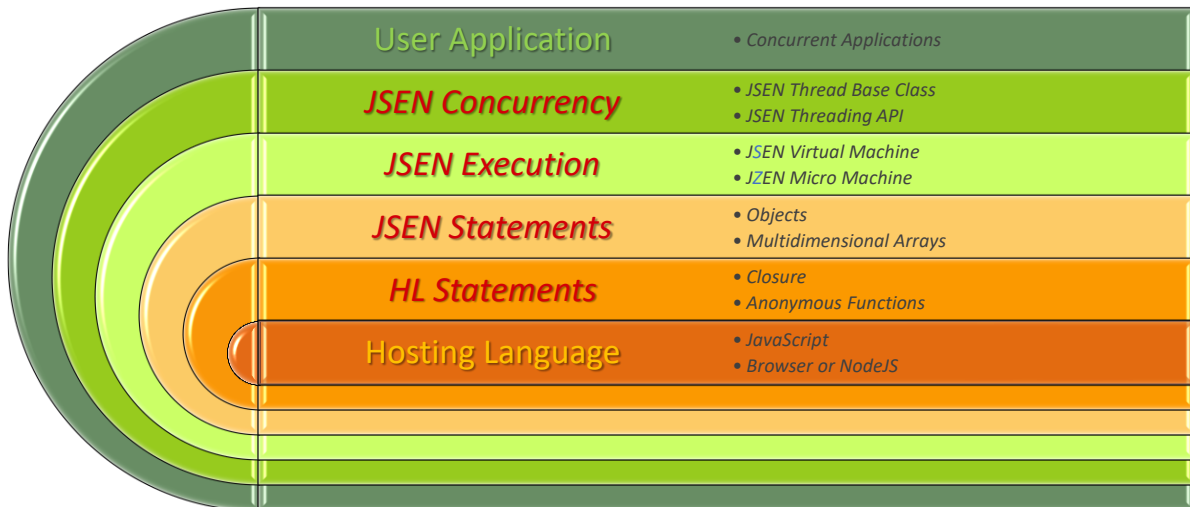 User Application
• Concurrent Applications
JSEN Concurrency
• JSEN Thread Base Class
• JSEN Threading API
JSEN Execution
• JSEN Virtual Machine
• JZEN Micro Machine
JSEN Statements
• Objects
• Multidimensional Arrays
HL Statements
• Closure
• Anonymous Functions
Hosting Language
• JavaScript
• Browser or NodeJS